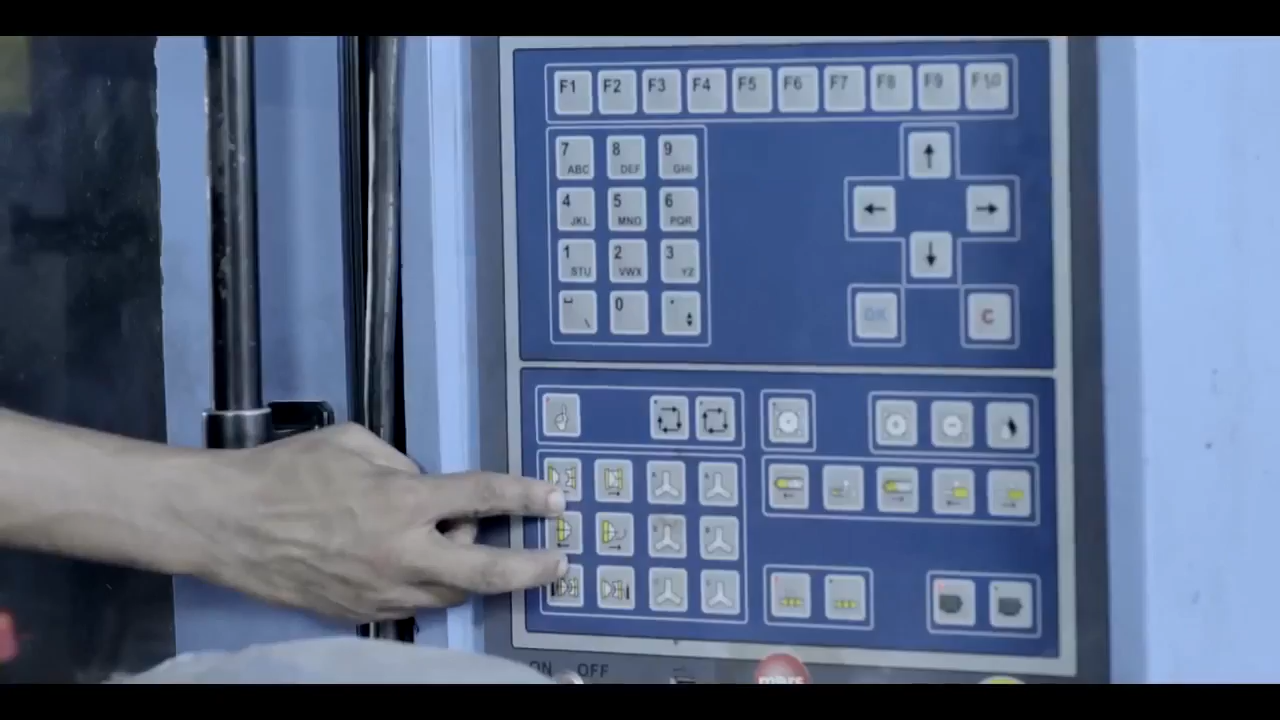 F1 F2 F3 F4 F5 F6 F7 F8 F9 F10
7 ABC 8 DEF 9 GHI
4 JKL 5 MNO 6 PQR
1 STU 2 VWX 3 YZ
0
OK C
ON OFF